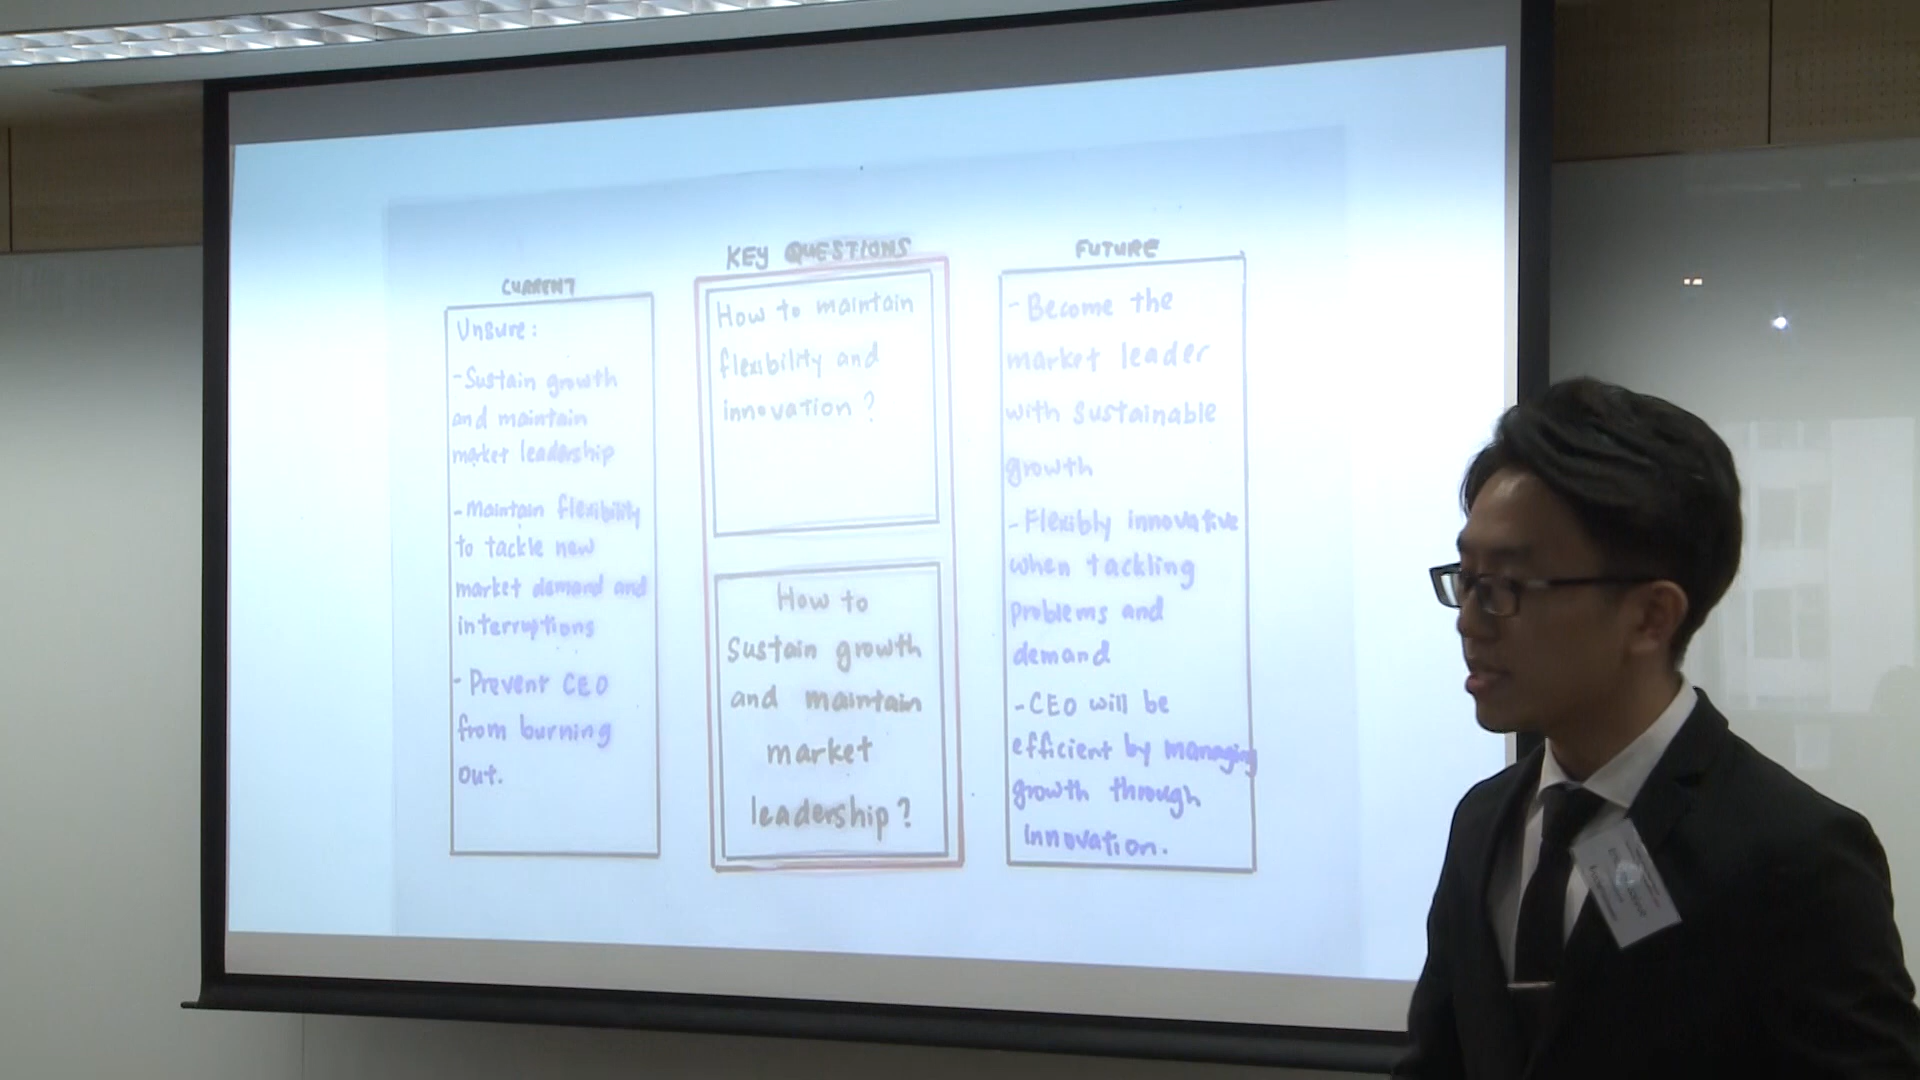 CURRENT
Unsure:
- Sustain growth
and maintain
market leadership
- Maintain flexibility
to tackle new
market demand and
interruptions
- Prevent CEO
from burning
out.
KEY QUESTIONS
How to maintain
flexibility and
innovation?
How to
Sustain growth
and maintain
market
leadership?
FUTURE
- Become the
market leader
with sustainable
growth
- Flexibly innovative
when tackling
problems and
demand
- CEO will be
efficient by managing
growth through
innovation.